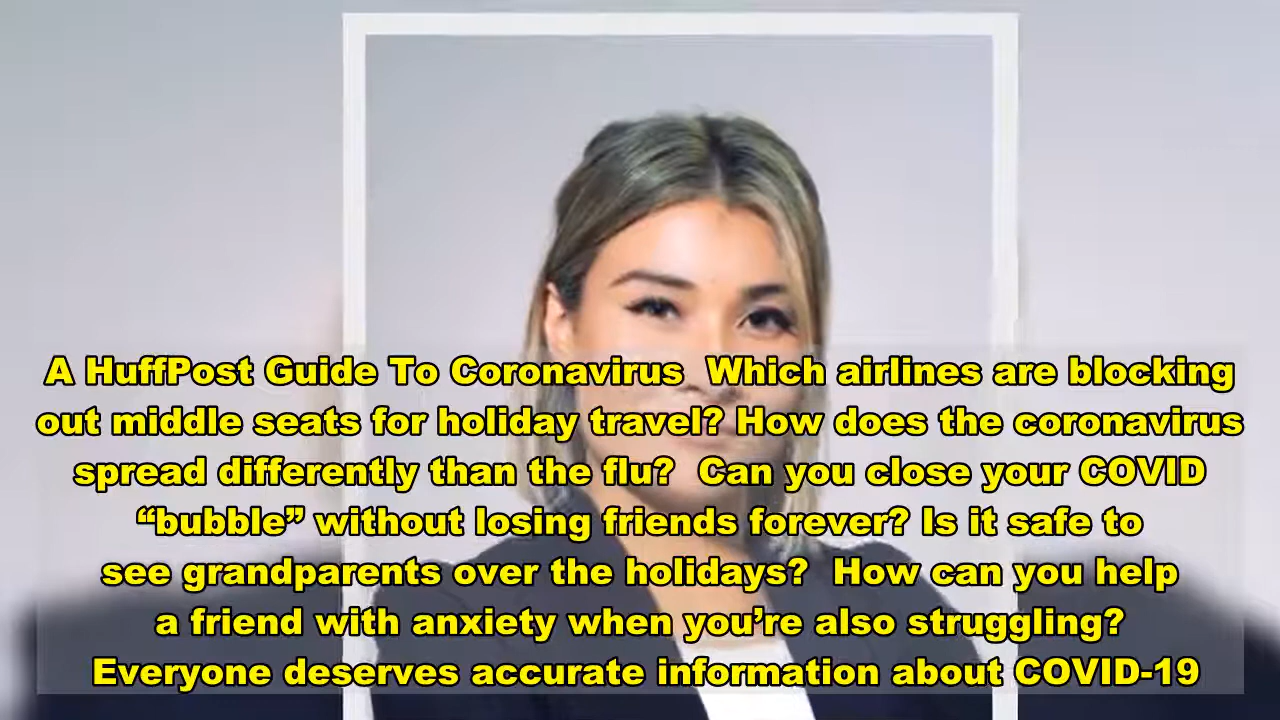 A HuffPost Guide To Coronavirus  Which airlines are blocking
out middle seats for holiday travel? How does the coronavirus
spread differently than the flu?  Can you close your COVID
“bubble” without losing friends forever? Is it safe to
see grandparents over the holidays?  How can you help
a friend with anxiety when you’re also struggling?
Everyone deserves accurate information about COVID-19